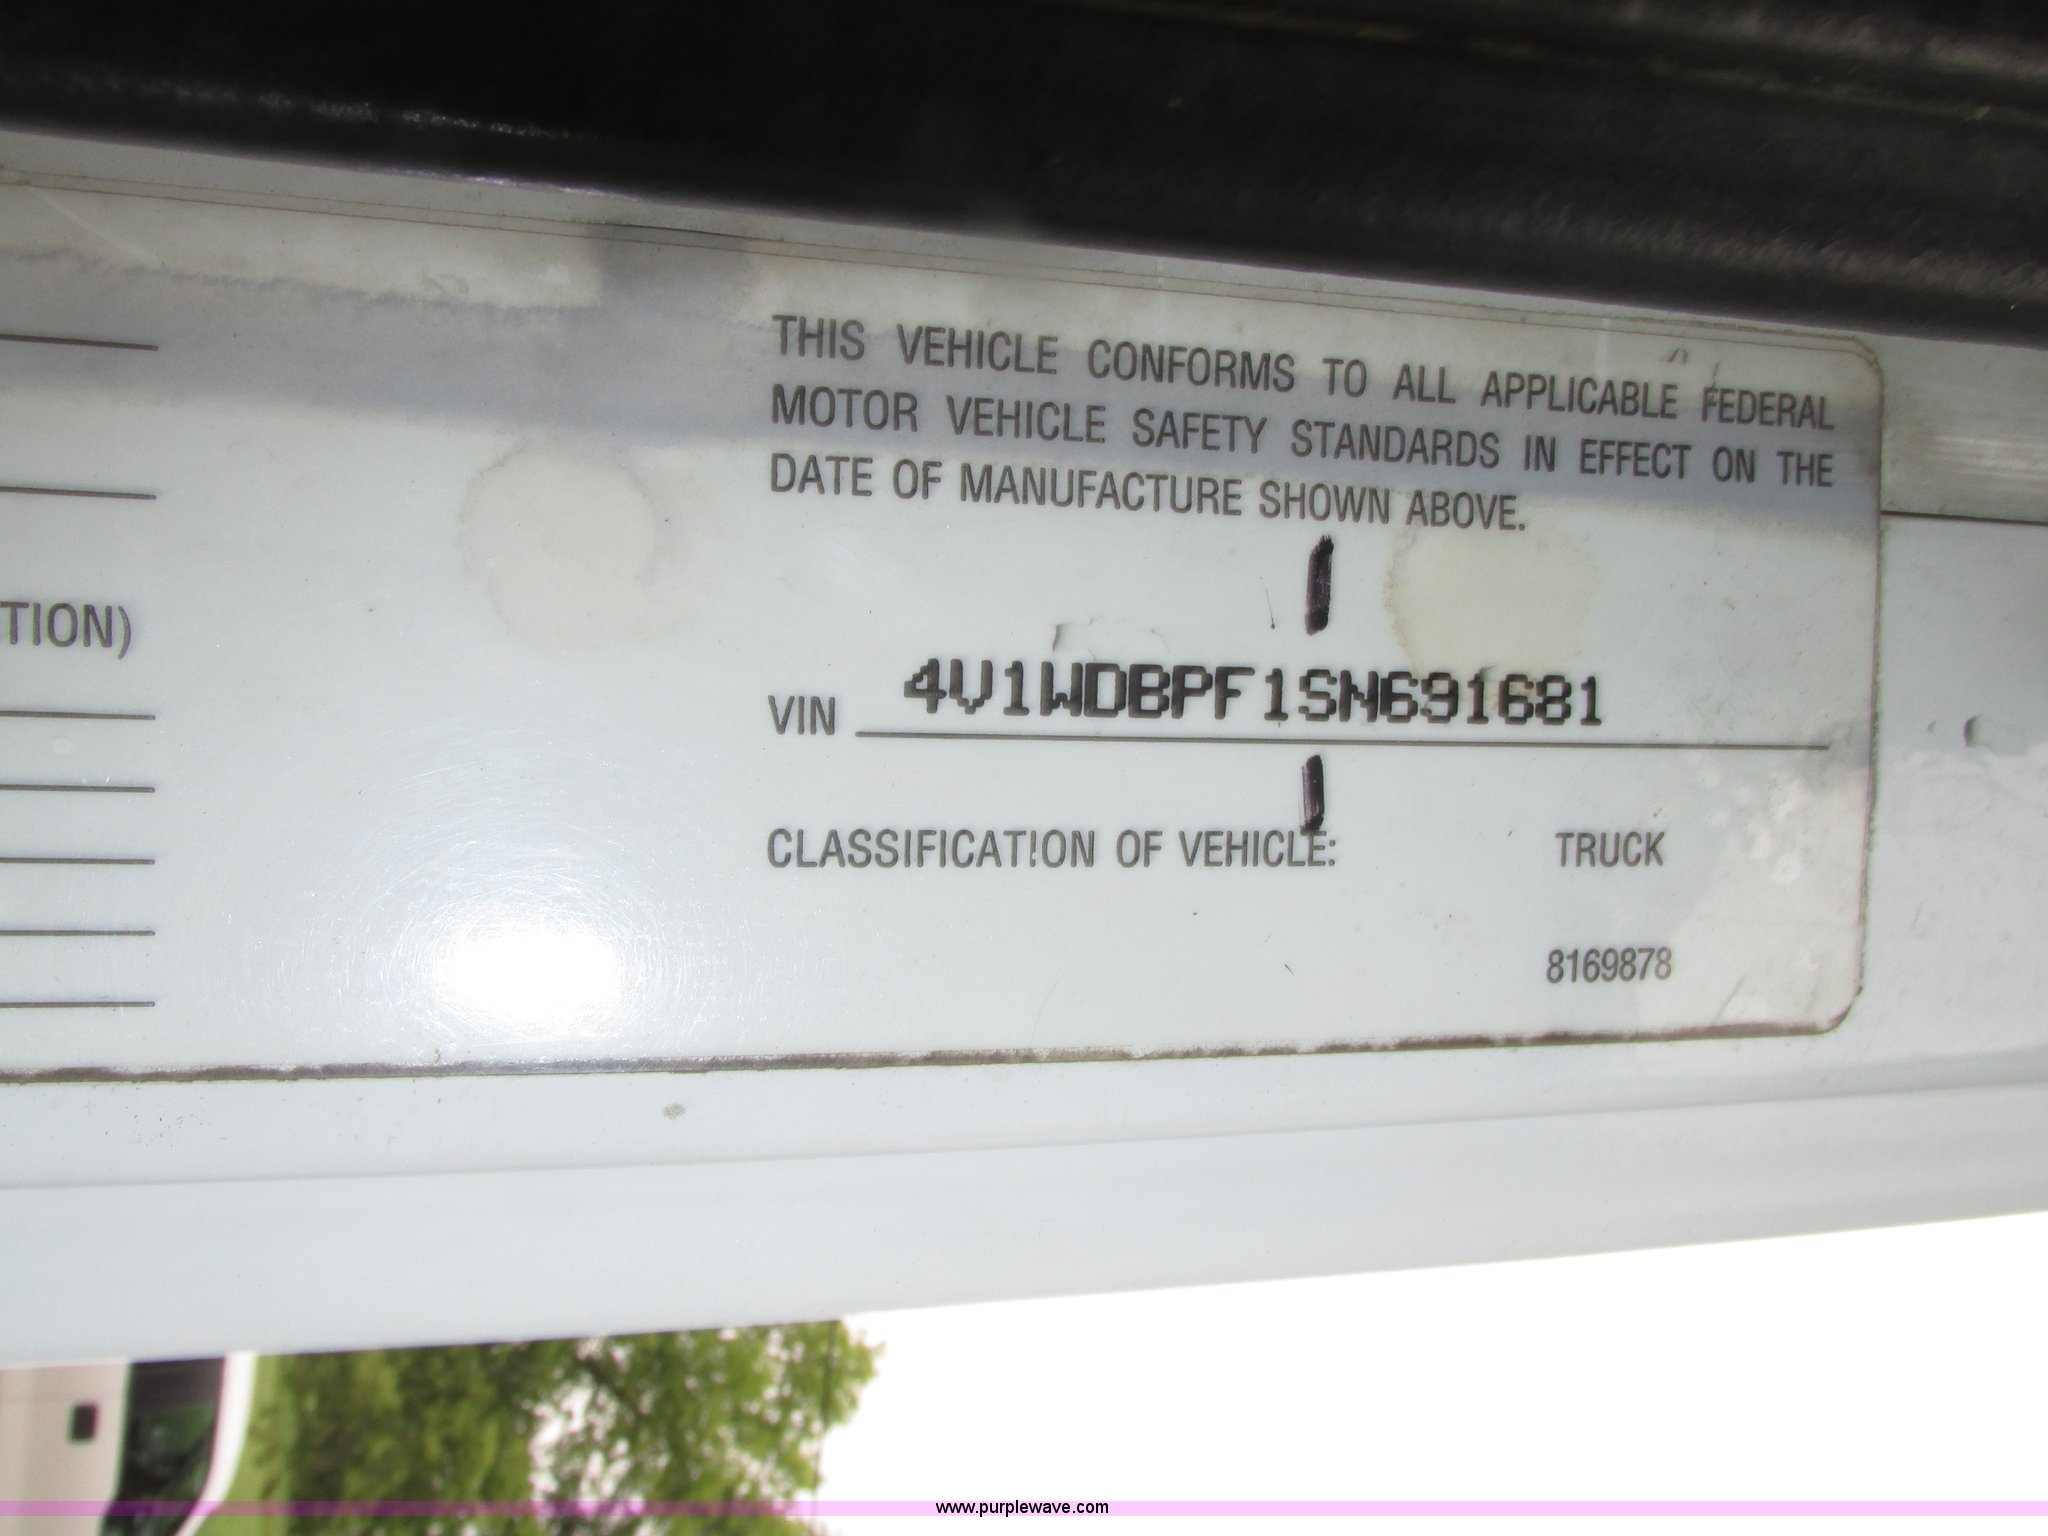 THIS VEHICLE CONFORMS TO ALL APPLICABLE FEDERAL
MOTOR VEHICLE SAFETY STANDARDS IN EFFECT ON THE
DATE OF MANUFACTURE SHOWN ABOVE.
TION)
VIN 4V1WDBPF1SN691681
CLASSIFICATION OF VEHICLE: TRUCK
8169878
www.purplewave.com